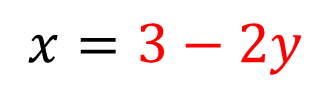 x = 3 − 2y